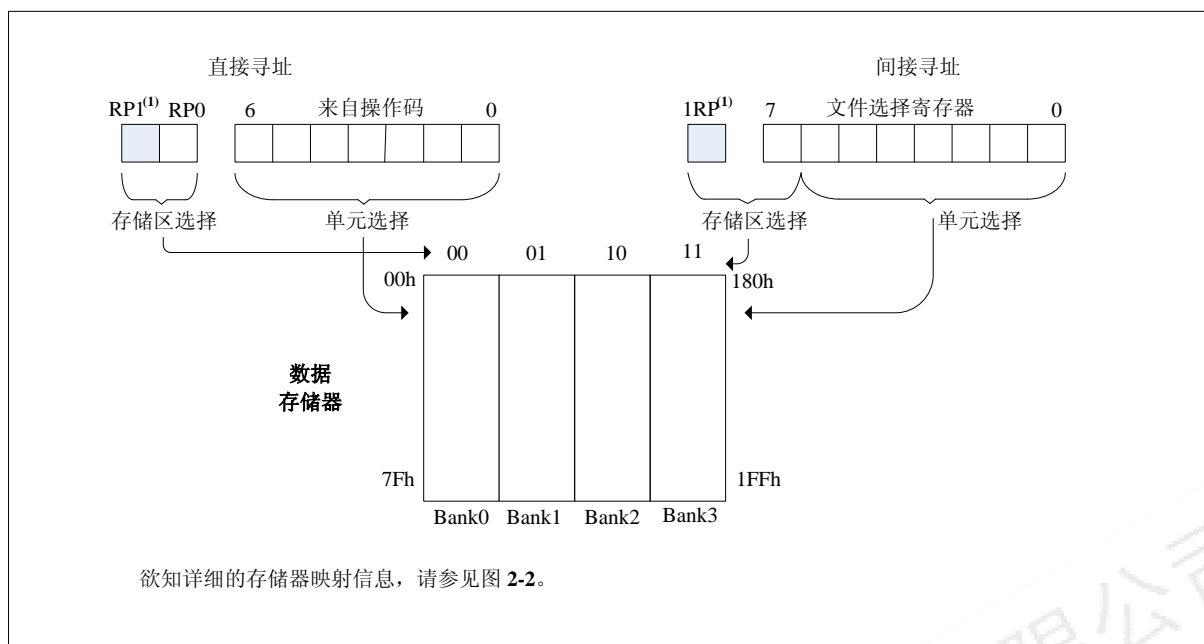 直接寻址 间接寻址
RP1(1) RP0 6 来自操作码 0 1RP(1) 7 文件选择寄存器 0
存储区选择 单元选择 存储区选择 单元选择
00 01 10 11
00h 180h
数据
存储器
7Fh 1FFh
Bank0 Bank1 Bank2 Bank3
欲知详细的存储器映射信息，请参见图 2-2。
限公司